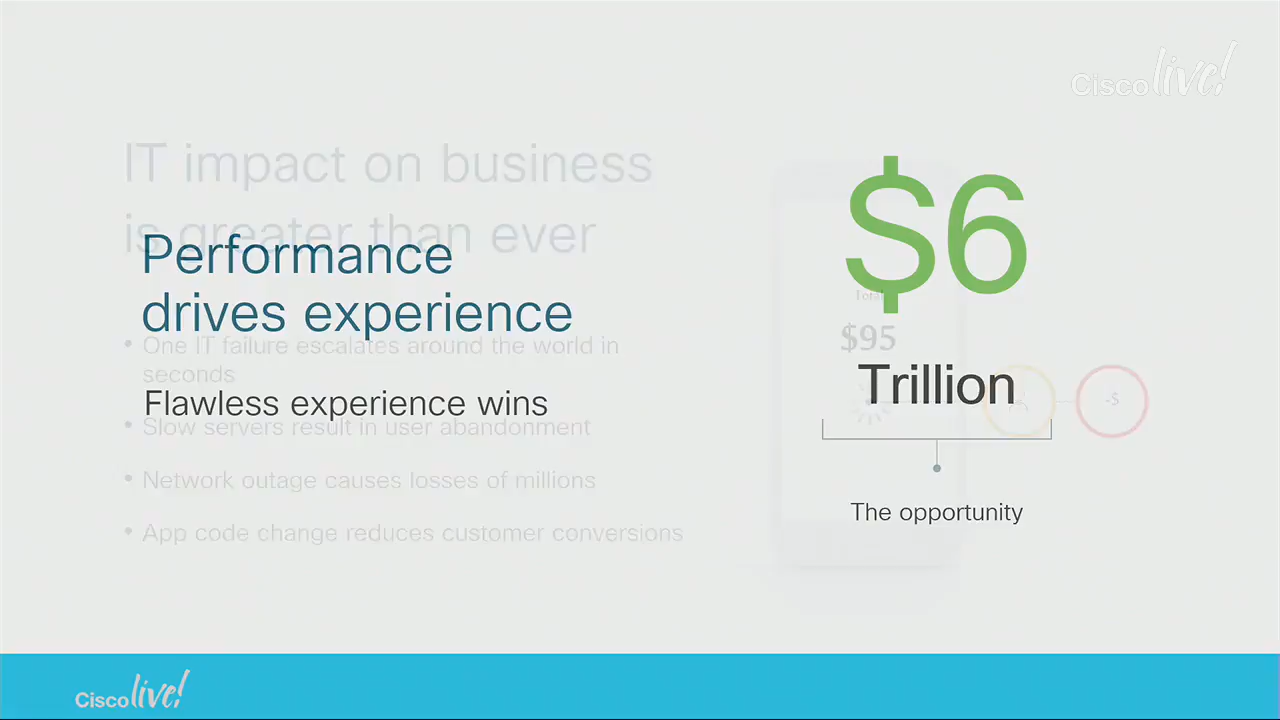 Cisco live!
IT impact on business
is greater than ever
Performance
drives experience
• One IT failure escalates around the world in
seconds
Flawless experience wins
• Slow servers result in user abandonment
• Network outage causes losses of millions
• App code change reduces customer conversions
$6
Total
$95
Trillion
-$
The opportunity
Cisco live!